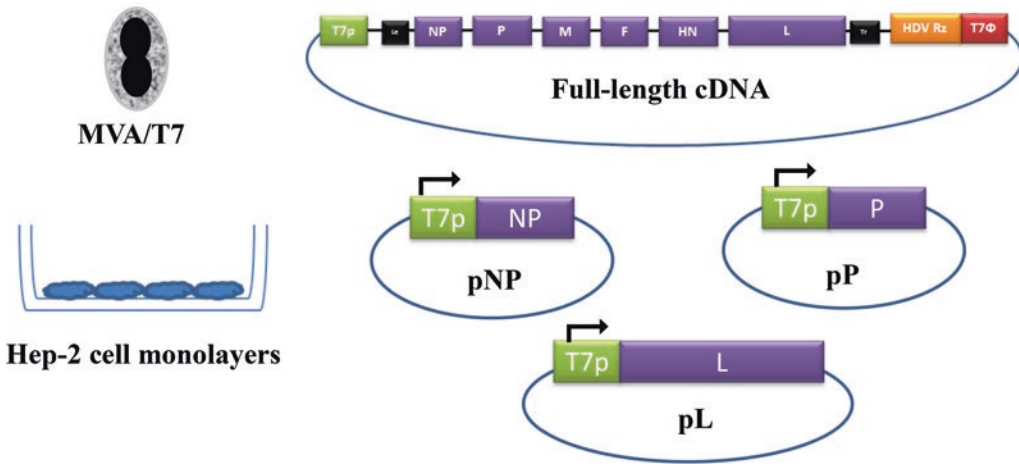 MVA/T7
T7p Le NP P M F HN L Tr HDV Rz T7Φ
Full-length cDNA
T7p NP
pNP
T7p P
pP
Hep-2 cell monolayers
T7p L
pL